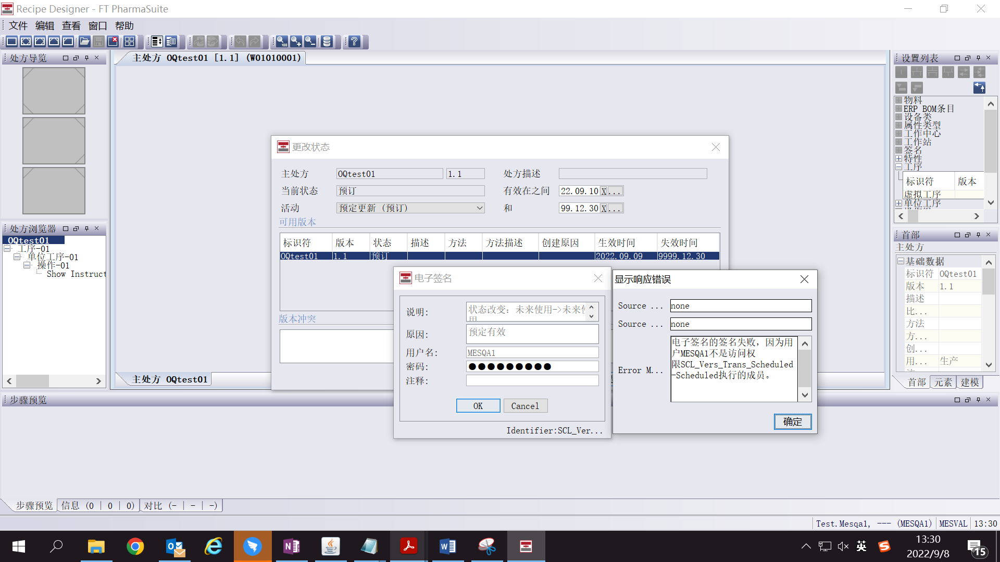 Recipe Designer - FT PharmaSuite
文件 编辑 查看 窗口 帮助
处方导览
主处方 OQtest01 [1.1] (W01010001)
设置列表
物料
ERP BOM条目
设备类
属性类型
工作中心
工作站
签名
特性
工序
标识符 版本
虚拟工序
单位工序
更改状态
主处方 OQtest01 1.1 处方描述
当前状态 预订 有效在之间 22.09.10 X ...
活动 预定更新 (预订) 和 99.12.30 X ...
可用版本
标识符 版本 状态 描述 方法 方法描述 创建原因 生效时间 失效时间
OQtest01 1.1 预订 2022.09.09 9999.12.30
版本冲突
处方浏览器
OQtest01
工序-01
单位工序-01
操作-01
Show Instruct
首部
主处方
基础数据
标识符 OQtest01
版本 1.1
描述
比...
方法
方...
创...
用... 生产
首部 元素 建模
电子签名
说明: 状态改变: 未来使用->未来使
用
原因: 预定有效
用户名: MESQA1
密码: ●●●●●●●●●
注释:
OK Cancel
Identifier:SCL_Ver...
显示响应错误
Source ... none
Source ... none
Error M...
电子签名的签名失败, 因为用
户MESQA1不是访问权
限SCL_Vers_Trans_Scheduled
-Scheduled执行的成员。
确定
主处方 OQtest01
步骤预览
步骤预览 信息 (0 | 0 | 0) 对比 (- | - | -)
Test.Mesqa1, --- (MESQA1) MESVAL 13:30
英
13:30
2022/9/8
15